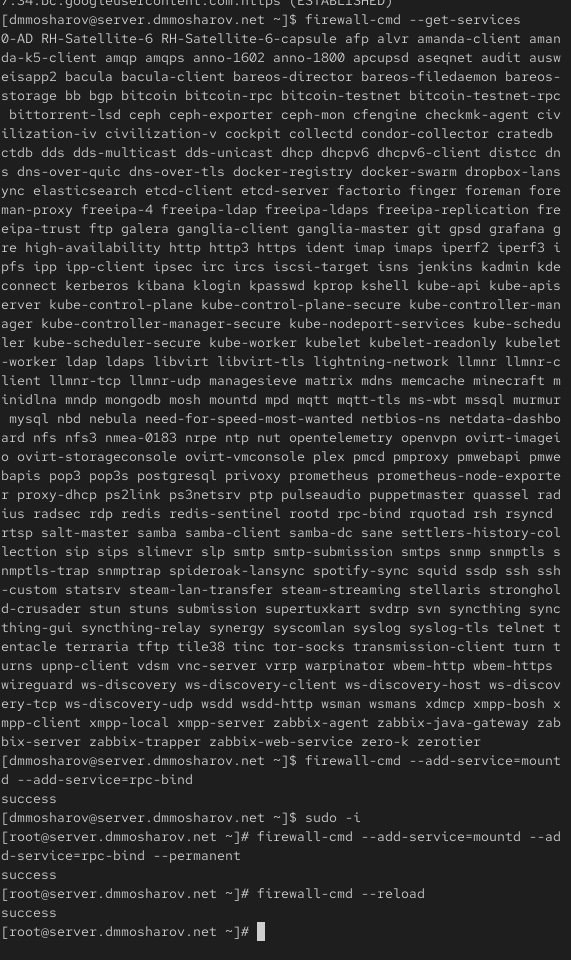 7.34.bc.googleusercontent.com.https (ESTABLISHED)
[dmmosharov@server.dmmosharov.net ~]$ firewall-cmd --get-services
0-AD RH-Satellite-6 RH-Satellite-6-capsule afp alvr amanda-client aman
da-k5-client amqp amqps anno-1602 anno-1800 apcupsd aseqnet audit ausw
eisapp2 bacula bacula-client bareos-director bareos-filedaemon bareos-
storage bb bgp bitcoin bitcoin-rpc bitcoin-testnet bitcoin-testnet-rpc
 bittorrent-lsd ceph ceph-exporter ceph-mon cfengine checkmk-agent civ
ilization-iv civilization-v cockpit collectd condor-collector cratedb
ctdb dds dds-multicast dds-unicast dhcp dhcpv6 dhcpv6-client distcc dn
s dns-over-quic dns-over-tls docker-registry docker-swarm dropbox-lans
ync elasticsearch etcd-client etcd-server factorio finger foreman fore
man-proxy freeipa-4 freeipa-ldap freeipa-ldaps freeipa-replication fre
eipa-trust ftp galera ganglia-client ganglia-master git gpsd grafana g
re high-availability http http3 https ident imap imaps iperf2 iperf3 i
pfs ipp ipp-client ipsec irc ircs iscsi-target isns jenkins kadmin kde
connect kerberos kibana klogin kpasswd kprop kshell kube-api kube-apis
erver kube-control-plane kube-control-plane-secure kube-controller-man
ager kube-controller-manager-secure kube-nodeport-services kube-schedu
ler kube-scheduler-secure kube-worker kubelet kubelet-readonly kubelet
-worker ldap ldaps libvirt libvirt-tls lightning-network llmnr llmnr-c
lient llmnr-tcp llmnr-udp managesieve matrix mdns memcache minecraft m
inidlna mndp mongodb mosh mountd mpd mqtt mqtt-tls ms-wbt mssql murmur
 mysql nbd nebula need-for-speed-most-wanted netbios-ns netdata-dashbo
ard nfs nfs3 nmea-0183 nrpe ntp nut opentelemetry openvpn ovirt-imagei
o ovirt-storageconsole ovirt-vmconsole plex pmcd pmproxy pmwebapi pmwe
bapis pop3 pop3s postgresql privoxy prometheus prometheus-node-exporte
r proxy-dhcp ps2link ps3netsrv ptp pulseaudio puppetmaster quassel rad
ius radsec rdp redis redis-sentinel rootd rpc-bind rquotad rsh rsyncd
rtsp salt-master samba samba-client samba-dc sane settlers-history-col
lection sip sips slimevr slp smtp smtp-submission smtps snmp snmptls s
nmptls-trap snmptrap spideroak-lansync spotify-sync squid ssdp ssh ssh
-custom statsrv steam-lan-transfer steam-streaming stellaris stronghol
d-crusader stun stuns submission supertuxkart svdrp svn syncthing sync
thing-gui syncthing-relay synergy syscomlan syslog syslog-tls telnet t
entacle terraria tftp tile38 tinc tor-socks transmission-client turn t
urns upnp-client vdsm vnc-server vrrp warpinator wbem-http wbem-https
wireguard ws-discovery ws-discovery-client ws-discovery-host ws-discov
ery-tcp ws-discovery-udp wsdd wsdd-http wsman wsmans xdmcp xmpp-bosh x
mpp-client xmpp-local xmpp-server zabbix-agent zabbix-java-gateway zab
bix-server zabbix-trapper zabbix-web-service zero-k zerotier
[dmmosharov@server.dmmosharov.net ~]$ firewall-cmd --add-service=mount
d --add-service=rpc-bind
success
[dmmosharov@server.dmmosharov.net ~]$ sudo -i
[root@server.dmmosharov.net ~]# firewall-cmd --add-service=mountd --ad
d-service=rpc-bind --permanent
success
[root@server.dmmosharov.net ~]# firewall-cmd --reload
success
[root@server.dmmosharov.net ~]#